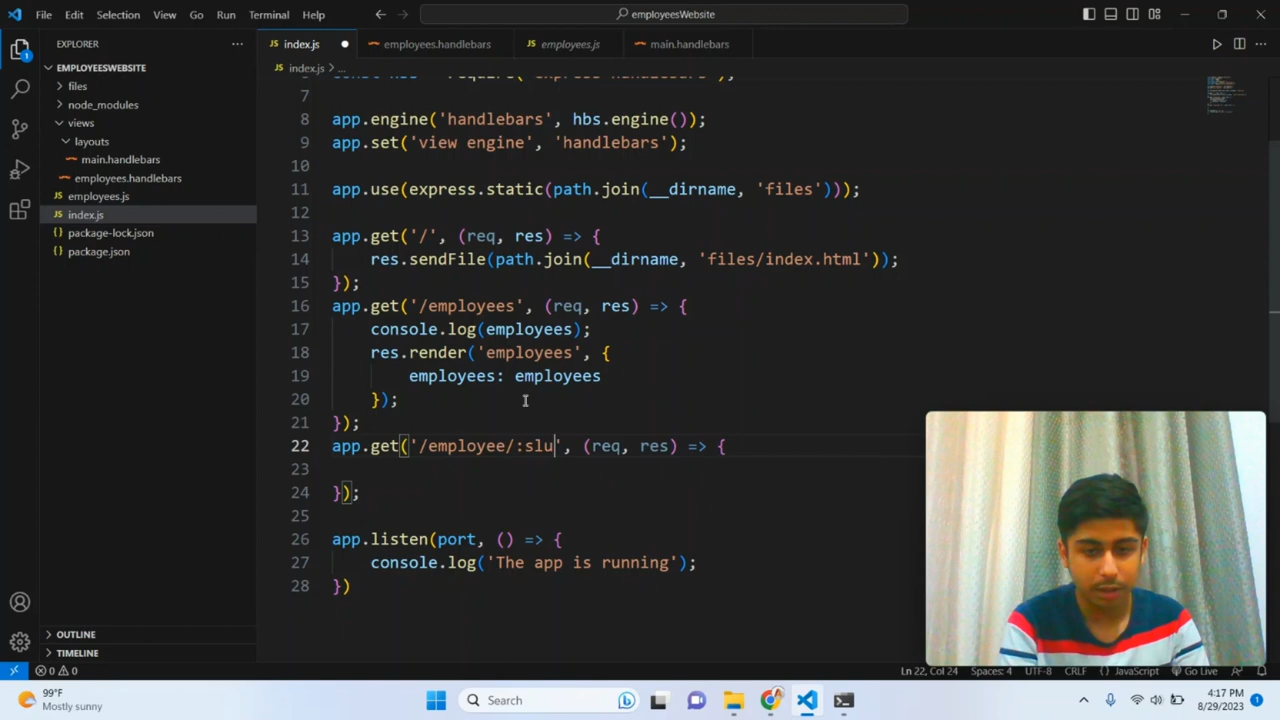 File Edit Selection View Go Run Terminal Help
employeesWebsite
EXPLORER
index.js
employees.handlebars
employees.js
main.handlebars
EMPLOYEESWEBSITE
index.js > ...
files
node_modules
views
layouts
main.handlebars
employees.handlebars
employees.js
index.js
package-lock.json
package.json
7
8 app.engine('handlebars', hbs.engine());
9 app.set('view engine', 'handlebars');
10
11 app.use(express.static(path.join(__dirname, 'files')));
12
13 app.get('/', (req, res) => {
14 res.sendFile(path.join(__dirname, 'files/index.html'));
15 });
16 app.get('/employees', (req, res) => {
17 console.log(employees);
18 res.render('employees', {
19 employees: employees
20 });
21 });
22 app.get('/employee/:slu', (req, res) => {
23
24 });
25
26 app.listen(port, () => {
27 console.log('The app is running');
28 })
OUTLINE
TIMELINE
0 0
Ln 22, Col 24 Spaces: 4 UTF-8 CRLF {} JavaScript Go Live
99°F
Mostly sunny
Search
4:17 PM
8/29/2023